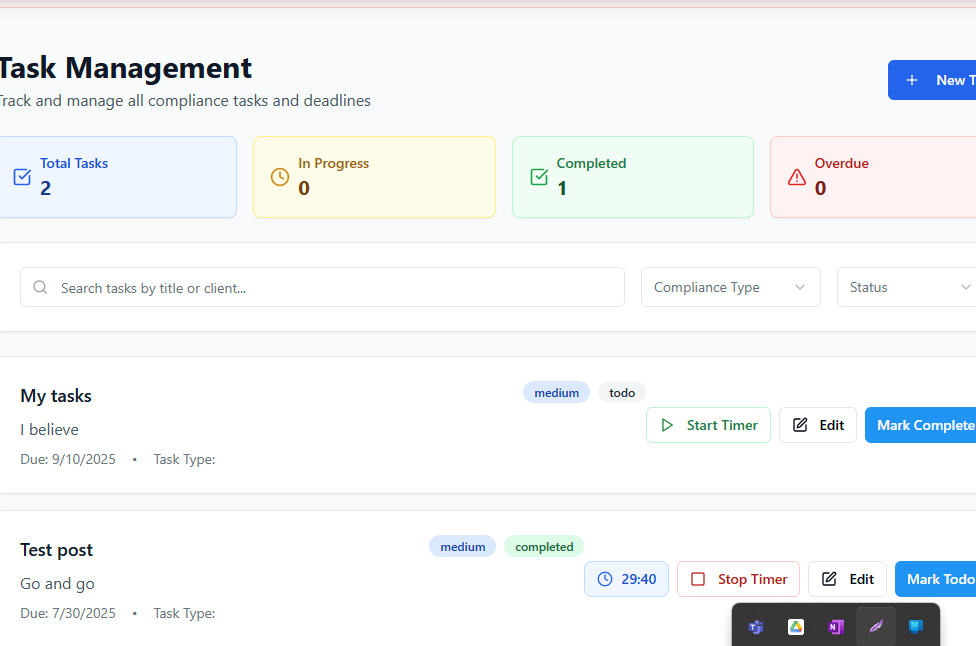 Task Management
Track and manage all compliance tasks and deadlines
New T
Total Tasks
2
In Progress
0
Completed
1
Overdue
0
Search tasks by title or client...
Compliance Type
Status
My tasks
medium
todo
I believe
Start Timer
Edit
Mark Complete
Due: 9/10/2025 • Task Type:
Test post
medium
completed
Go and go
29:40
Stop Timer
Edit
Mark Todo
Due: 7/30/2025 • Task Type: